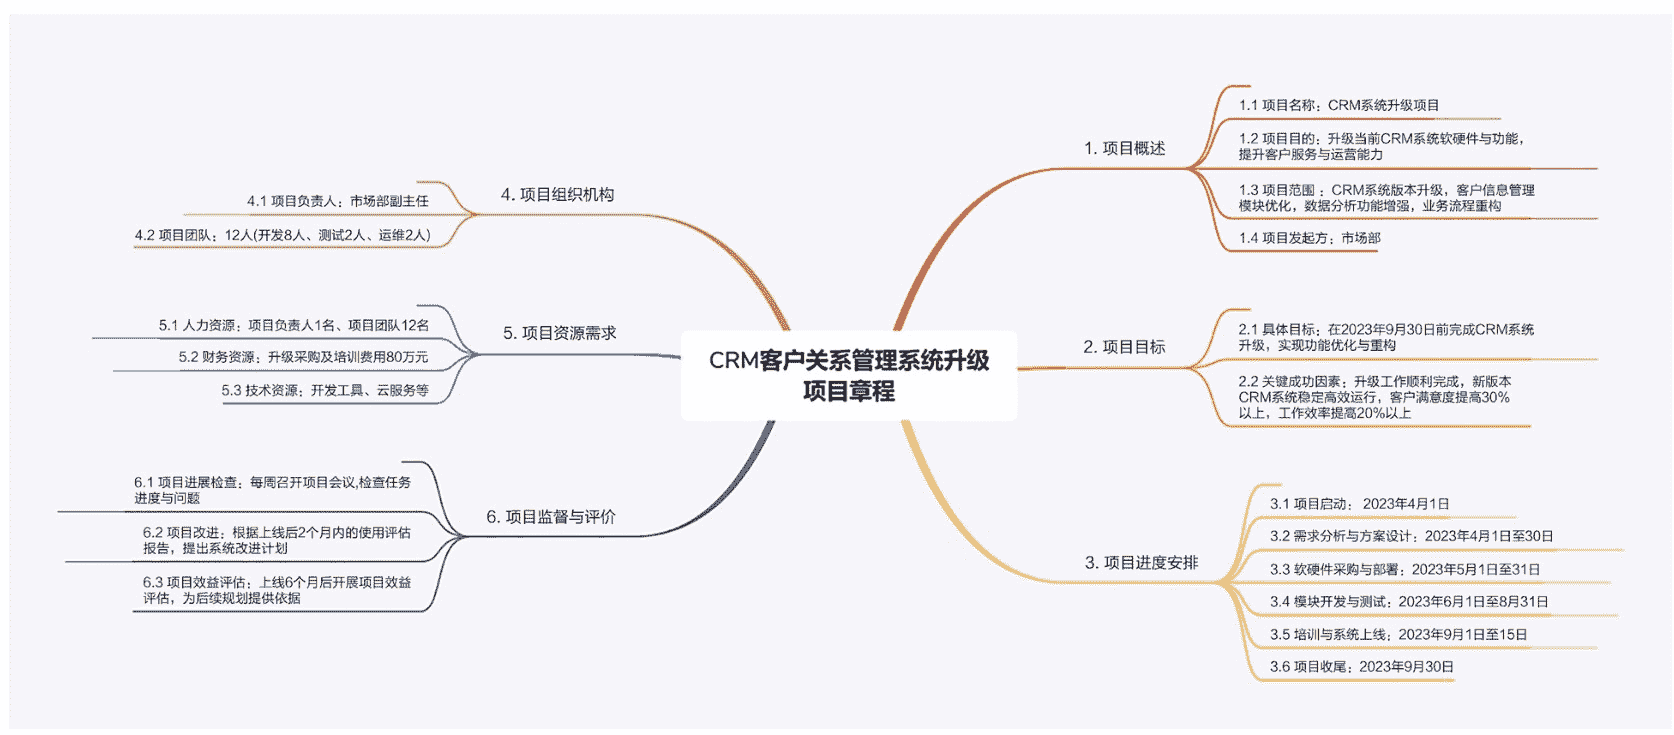 CRM客户关系管理系统升级
项目章程
1. 项目概述
1.1 项目名称：CRM系统升级项目
1.2 项目目的：升级当前CRM系统软硬件与功能，
提升客户服务与运营能力
1.3 项目范围 ：CRM系统版本升级，客户信息管理
模块优化，数据分析功能增强，业务流程重构
1.4 项目发起方：市场部
2. 项目目标
2.1 具体目标：在2023年9月30日前完成CRM系统
升级，实现功能优化与重构
2.2 关键成功因素：升级工作顺利完成，新版本
CRM系统稳定高效运行，客户满意度提高30%
以上，工作效率提高20%以上
3. 项目进度安排
3.1 项目启动： 2023年4月1日
3.2 需求分析与方案设计：2023年4月1日至30日
3.3 软硬件采购与部署：2023年5月1日至31日
3.4 模块开发与测试：2023年6月1日至8月31日
3.5 培训与系统上线：2023年9月1日至15日
3.6 项目收尾：2023年9月30日
4. 项目组织机构
4.1 项目负责人：市场部副主任
4.2 项目团队：12人(开发8人、测试2人、运维2人)
5. 项目资源需求
5.1 人力资源：项目负责人1名、项目团队12名
5.2 财务资源：升级采购及培训费用80万元
5.3 技术资源：开发工具、云服务等
6. 项目监督与评价
6.1 项目进展检查：每周召开项目会议,检查任务
进度与问题
6.2 项目改进：根据上线后2个月内的使用评估
报告，提出系统改进计划
6.3 项目效益评估：上线6个月后开展项目效益
评估，为后续规划提供依据